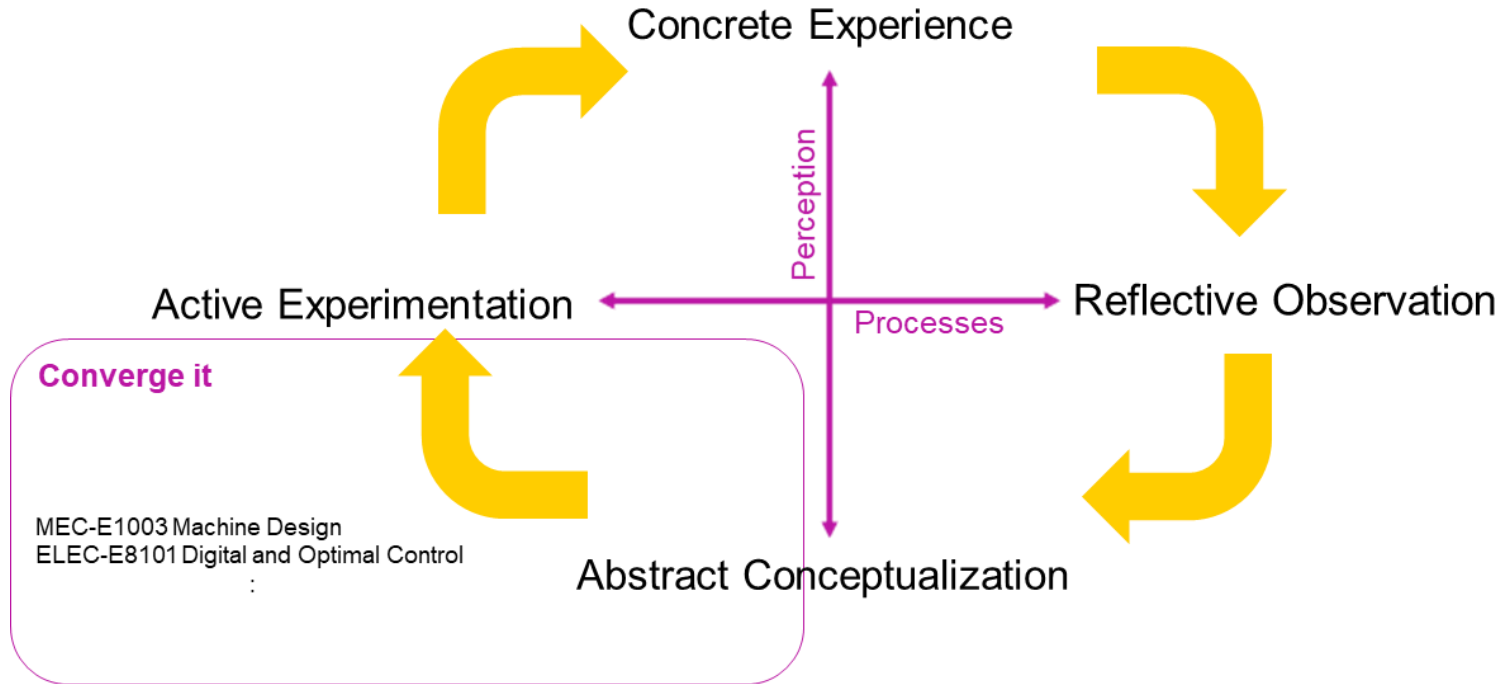 Concrete Experience
Perception
Active Experimentation
Reflective Observation
Processes
Converge it
MEC-E1003 Machine Design
ELEC-E8101 Digital and Optimal Control
:
Abstract Conceptualization